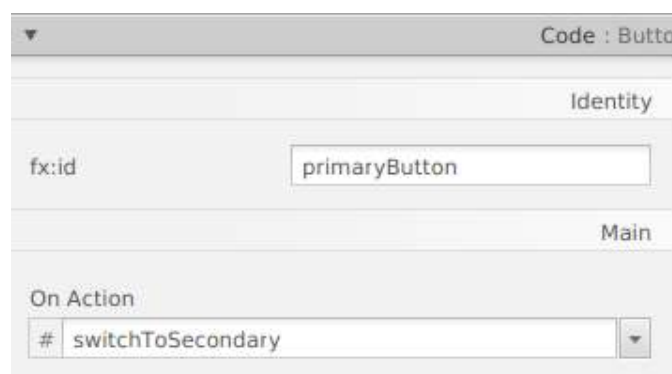 Code : Butto
Identity
fx:id primaryButton
Main
On Action
# switchToSecondary